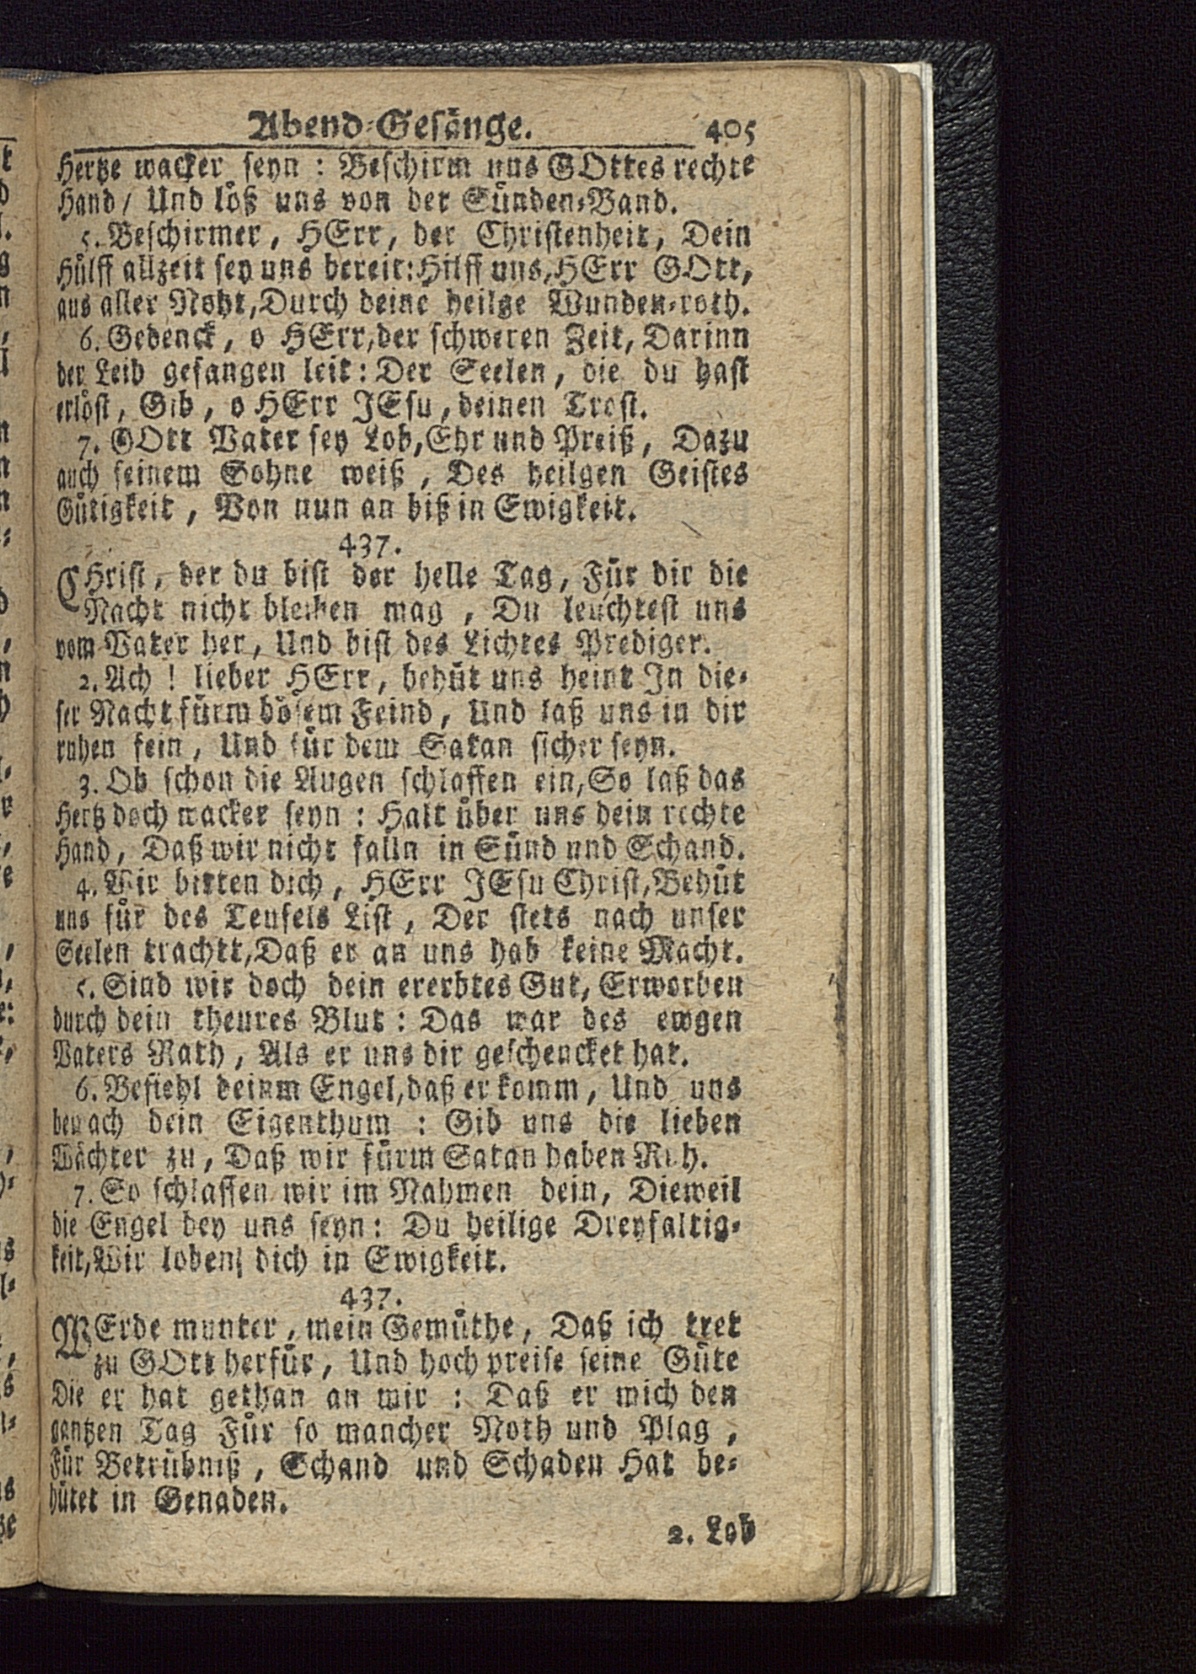 Abend-Gesänge. 405
Hertze wacker seyn : Beschirm uns GOttes rechte
Hand / Und löß uns von der Sünden-Band.
5. Beschirmer, HErr, der Christenheit, Dein
Hülff allzeit sey uns bereit: Hilff uns, HErr GOtt,
aus aller Noht, Durch deine heilge Wunden-roth.
6. Gedenck, o HErr, der schweren Zeit, Darinn
der Leib gefangen leit: Der Seelen, die du hast
erlöst, Gib, o HErr JEsu, deinen Trost.
7. GOtt Vater sey Lob, Ehr und Preiß, Dazu
auch seinem Sohne weiß, Des heilgen Geistes
Gütigkeit, Von nun an biß in Ewigkeit.
437.
CHrist, der du bist der helle Tag, Für dir die
Nacht nicht bleiben mag, Du leuchtest uns
vom Vater her, Und bist des Lichtes Prediger.
2. Ach ! lieber HErr, behüt uns heint In die-
ser Nacht fürm bösem Feind, Und laß uns in dir
ruhen fein, Und für dem Satan sicher seyn.
3. Ob schon die Augen schlaffen ein, So laß das
Hertz doch wacker seyn : Halt über uns dein rechte
Hand, Daß wir nicht falln in Sünd und Schand.
4. Wir bitten dich, HErr JEsu Christ, Behüt
uns für des Teufels List, Der stets nach unser
Seelen trachtt, Daß er an uns hab keine Macht.
5. Sind wir doch dein ererbtes Gut, Erworben
durch dein theures Blut : Das war des ewgen
Vaters Rath, Als er uns dir geschencket hat.
6. Befiehl deinm Engel, daß er komm, Und uns
bewach dein Eigenthum : Gib uns die lieben
Wächter zu, Daß wir fürm Satan haben Ruh.
7. So schlaffen wir im Nahmen dein, Dieweil
die Engel bey uns seyn: Du heilige Dreyfaltig-
keit, Wir loben dich in Ewigkeit.
437.
WErde munter, mein Gemüthe, Daß ich tret
zu GOtt herfür, Und hoch preise seine Güte
Die er hat gethan an mir : Daß er mich den
gantzen Tag Für so mancher Noth und Plag,
Für Betrübniß, Schand und Schaden Hat be-
hütet in Genaden.
2. Lob